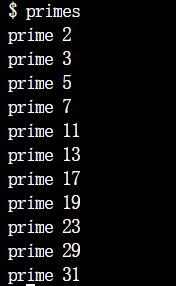 $ primes
prime 2
prime 3
prime 5
prime 7
prime 11
prime 13
prime 17
prime 19
prime 23
prime 29
prime 31